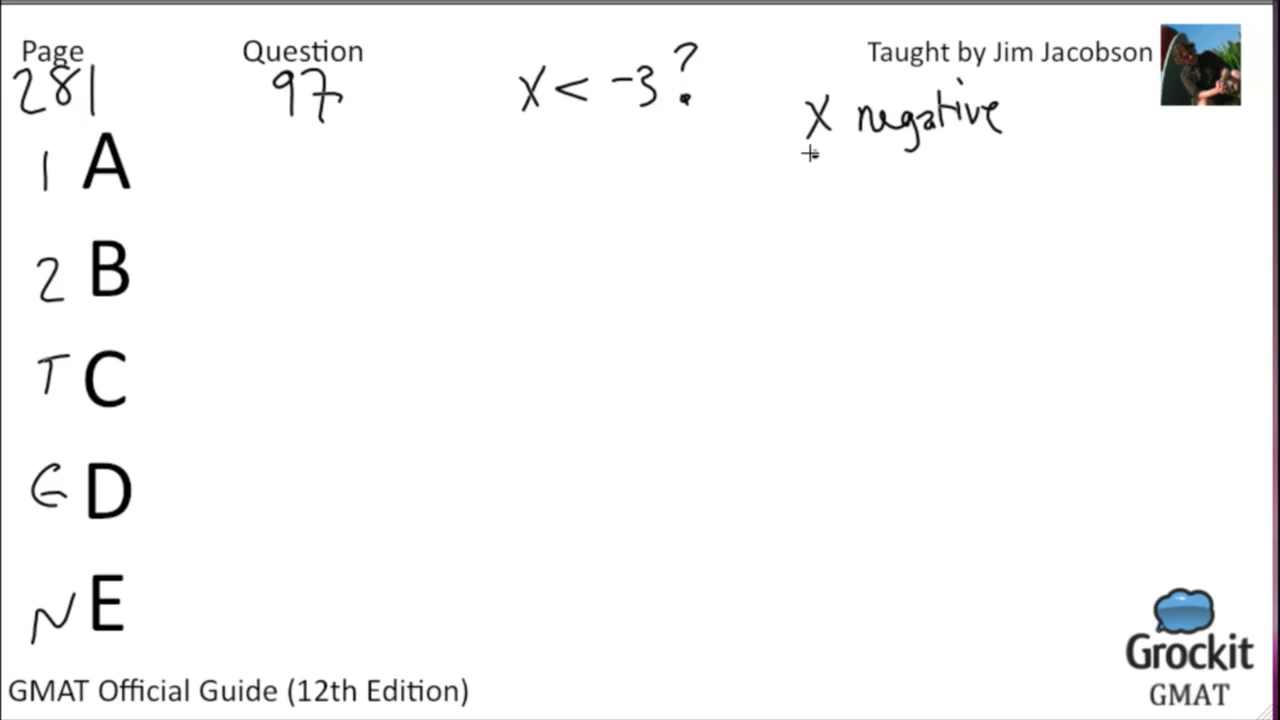 Page Question Taught by Jim Jacobson
281 97 x < -3 ?
x negative
1 A
2 B
T C
E D
N E
Grockit
GMAT
GMAT Official Guide (12th Edition)